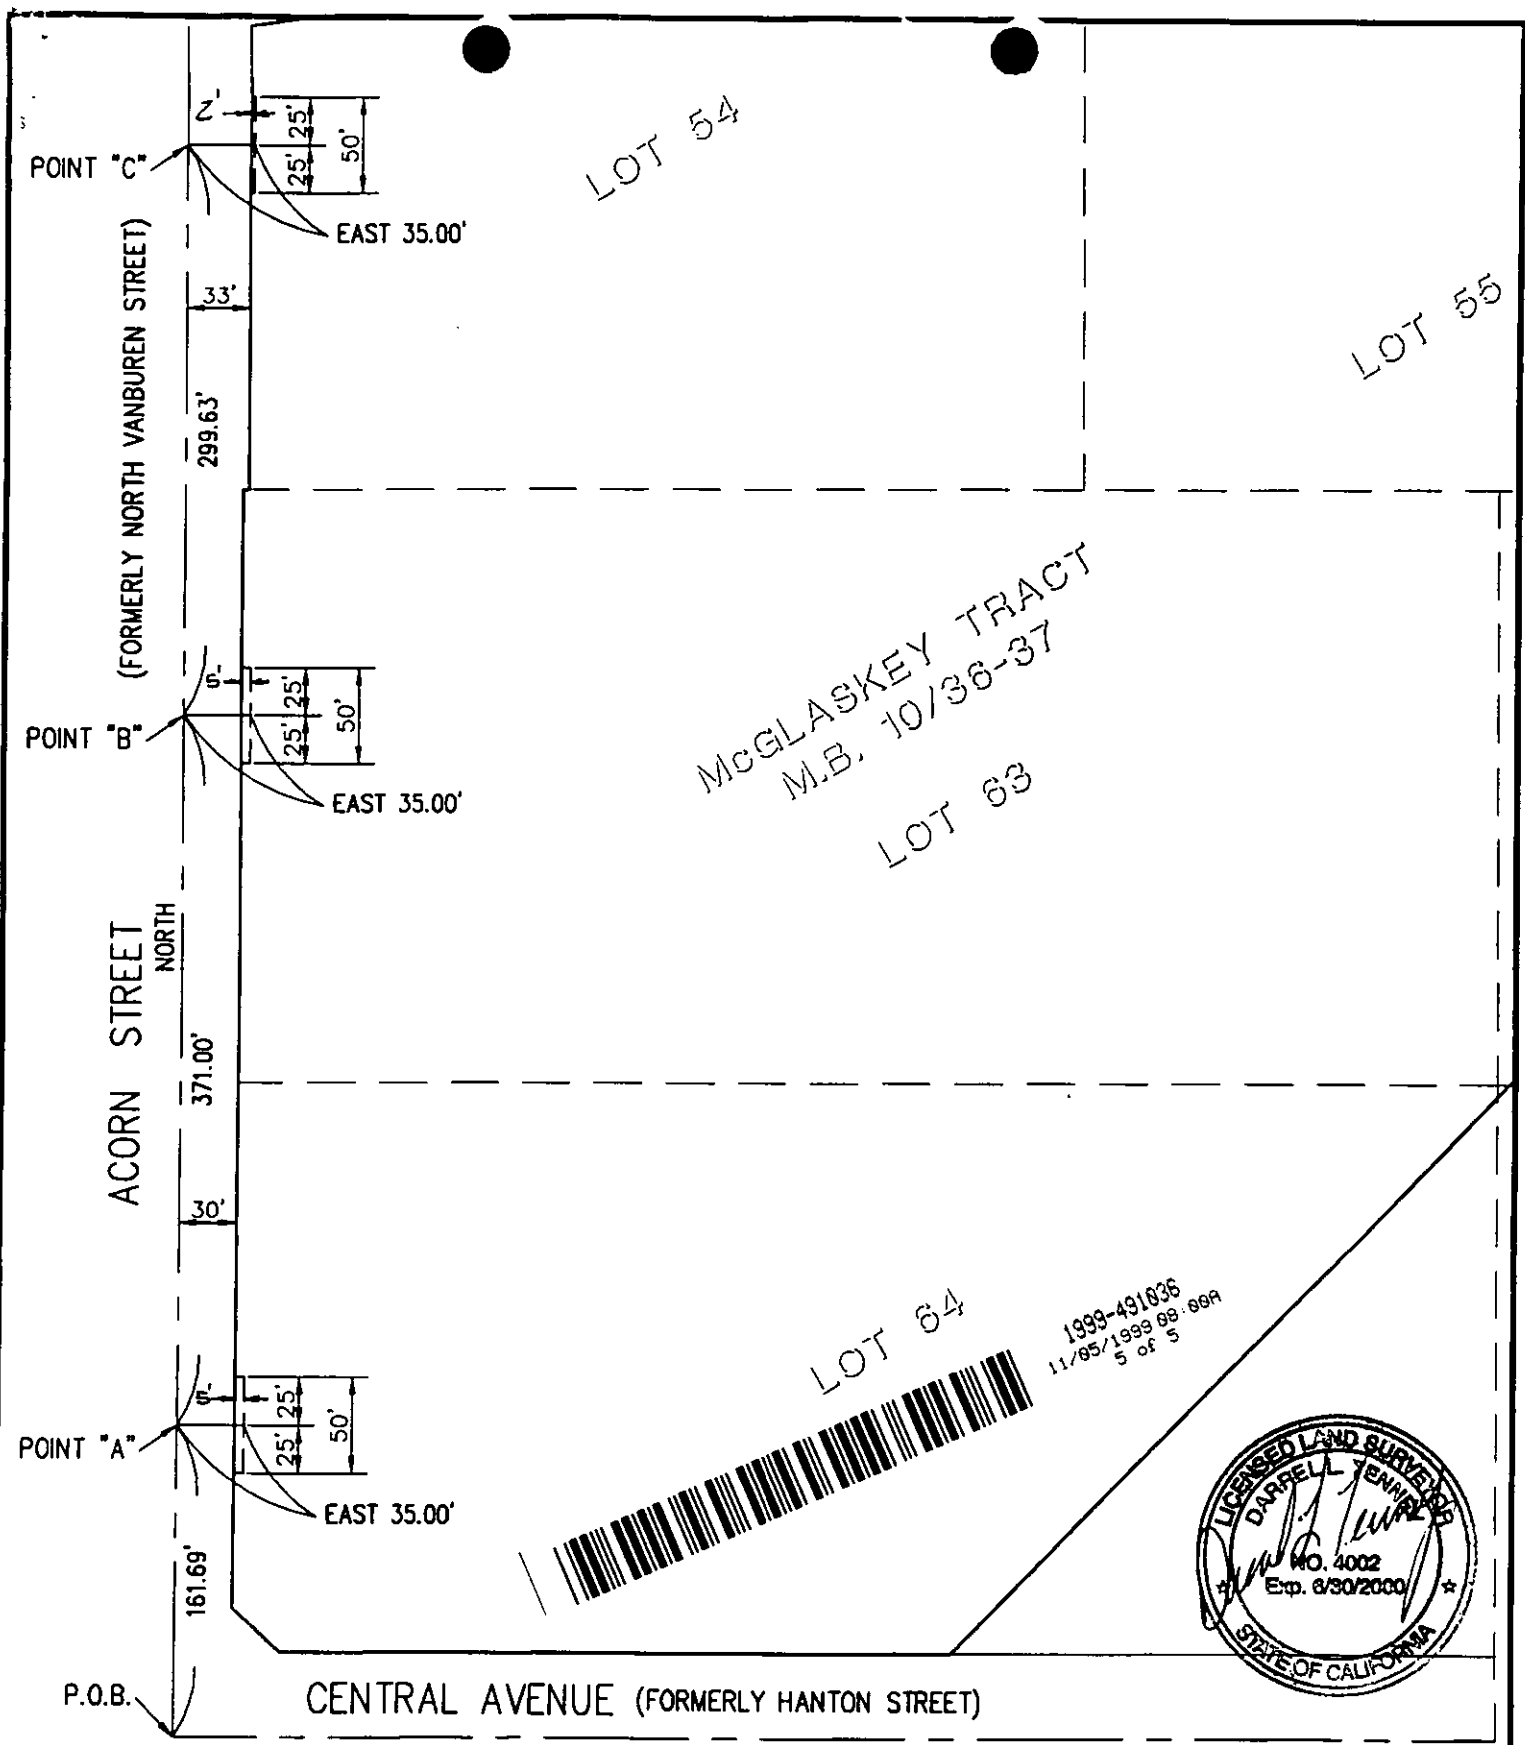 2'
25'
25'
50'
POINT "C"
EAST 35.00'
LOT 54
33'
LOT 55
299.63'
(FORMERLY NORTH VANBUREN STREET)
McGLASKEY TRACT
M.B. 10/36-37
LOT 63
5'
25'
25'
50'
POINT "B"
EAST 35.00'
ACORN STREET
NORTH
371.00'
30'
LOT 64
1999-491036
11/05/1999 08:00A
5 of 5
5'
25'
25'
50'
POINT "A"
EAST 35.00'
161.69'
LICENSED LAND SURVEYOR
DARRELL
NO. 4002
Exp. 6/30/2000
STATE OF CALIFORNIA
P.O.B.
CENTRAL AVENUE (FORMERLY HANTON STREET)